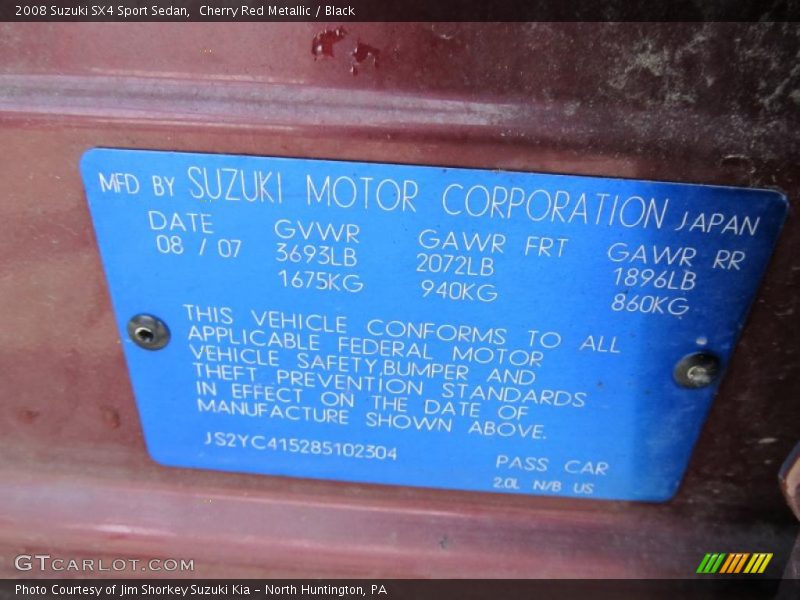 2008 Suzuki SX4 Sport Sedan,  Cherry Red Metallic / Black
MFD BY SUZUKI MOTOR CORPORATION JAPAN
DATE GVWR GAWR FRT GAWR RR
08 / 07 3693LB 2072LB 1896LB
1675KG 940KG 860KG
THIS VEHICLE CONFORMS TO ALL
APPLICABLE FEDERAL MOTOR
VEHICLE SAFETY,BUMPER AND
THEFT PREVENTION STANDARDS
IN EFFECT ON THE DATE OF
MANUFACTURE SHOWN ABOVE.
JS2YC415285102304
PASS CAR
2.0L N/B US
GTCARLOT.COM
Photo Courtesy of Jim Shorkey Suzuki Kia - North Huntington, PA